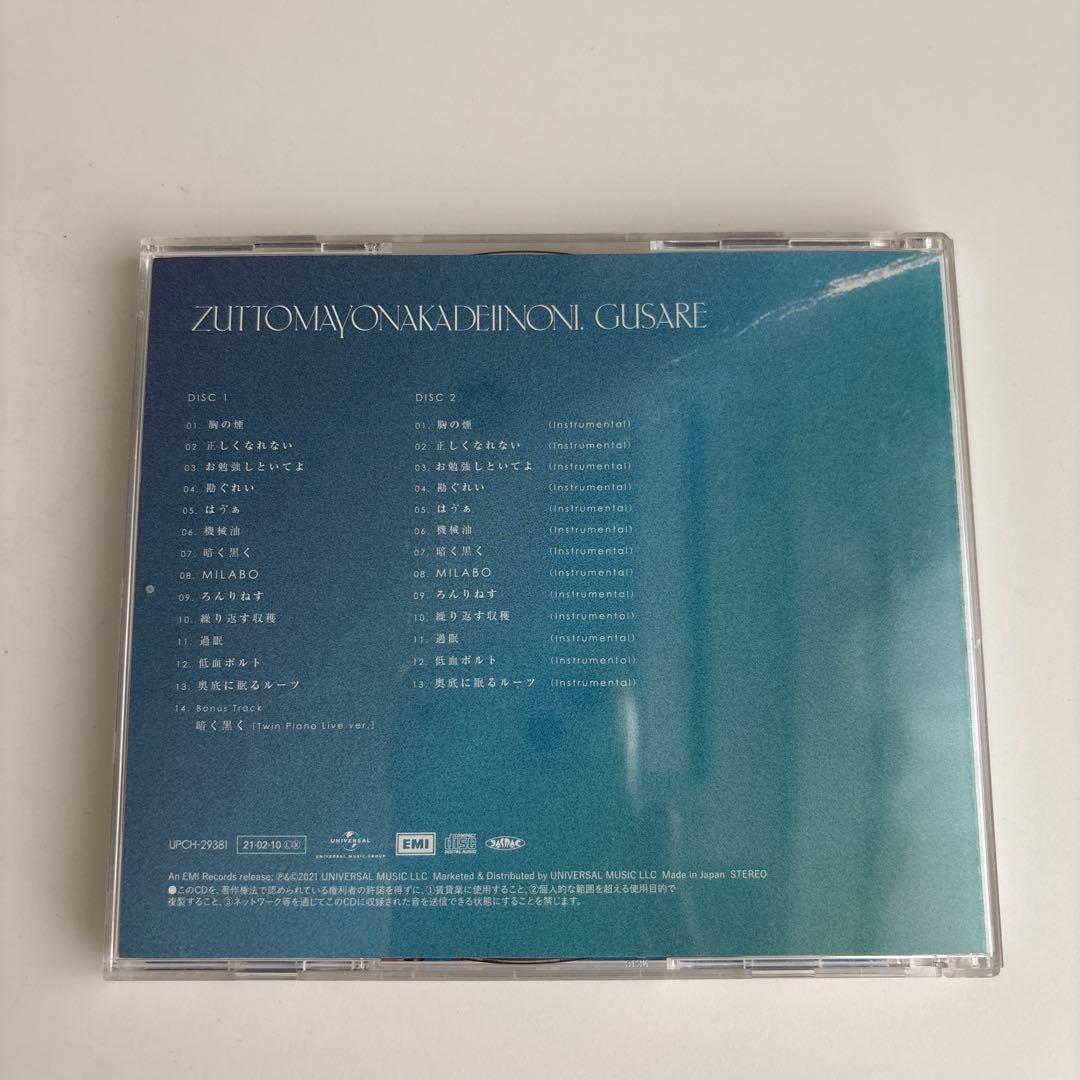 ZUTTOMAYONAKADEIINONI. GUSARE
DISC 1
01. 胸の煙
02. 正しくなれない
03. お勉強しといてよ
04. 勘ぐれい
05. はゔぁ
06. 機械油
07. 暗く黒く
08. MILABO
09. ろんりねす
10. 繰り返す収穫
11. 過眠
12. 低血ボルト
13. 奥底に眠るルーツ
14. Bonus Track
暗く黒く [Twin Piano Live ver.]
DISC 2
01. 胸の煙 (Instrumental)
02. 正しくなれない (Instrumental)
03. お勉強しといてよ (Instrumental)
04. 勘ぐれい (Instrumental)
05. はゔぁ (Instrumental)
06. 機械油 (Instrumental)
07. 暗く黒く (Instrumental)
08. MILABO (Instrumental)
09. ろんりねす (Instrumental)
10. 繰り返す収穫 (Instrumental)
11. 過眠 (Instrumental)
12. 低血ボルト (Instrumental)
13. 奥底に眠るルーツ (Instrumental)
UPCH-29381 21・02・10 Ⓛ Ⓧ UNIVERSAL EMI COMPACT disc JASRAC
UNIVERSAL MUSIC GROUP DIGITAL AUDIO
An EMI Records release; ℗&©2021 UNIVERSAL MUSIC LLC Marketed & Distributed by UNIVERSAL MUSIC LLC Made in Japan STEREO
●このCDを、著作権法で認められている権利者の許諾を得ずに、①賃貸業に使用すること、②個人的な範囲を超える使用目的で
複製すること、③ネットワーク等を通じてこのCDに収録された音を送信できる状態にすることを禁じます。